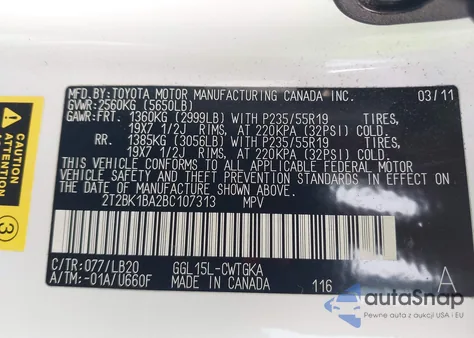 MFD.BY:TOYOTA MOTOR MANUFACTURING CANADA INC. 03/11
GVWR:2560KG (5650LB)
GAWR:FRT. 1360KG (2999LB) WITH P235/55R19 TIRES,
19X7 1/2J RIMS, AT 220KPA (32PSI) COLD.
RR. 1385KG (3056LB) WITH P235/55R19 TIRES,
19X7 1/2J RIMS, AT 220KPA (32PSI) COLD.
THIS VEHICLE CONFORMS TO ALL APPLICABLE FEDERAL MOTOR
VEHICLE SAFETY AND THEFT PREVENTION STANDARDS IN EFFECT ON
THE DATE OF MANUFACTURE SHOWN ABOVE.
2T2BK1BA2BC107313 MPV
C/TR:077/LB20 GGL15L-CWTGKA A
A/TM:-01A/U660F MADE IN CANADA 116
3
autoSnap
Pewne auta z aukcji USA i EU